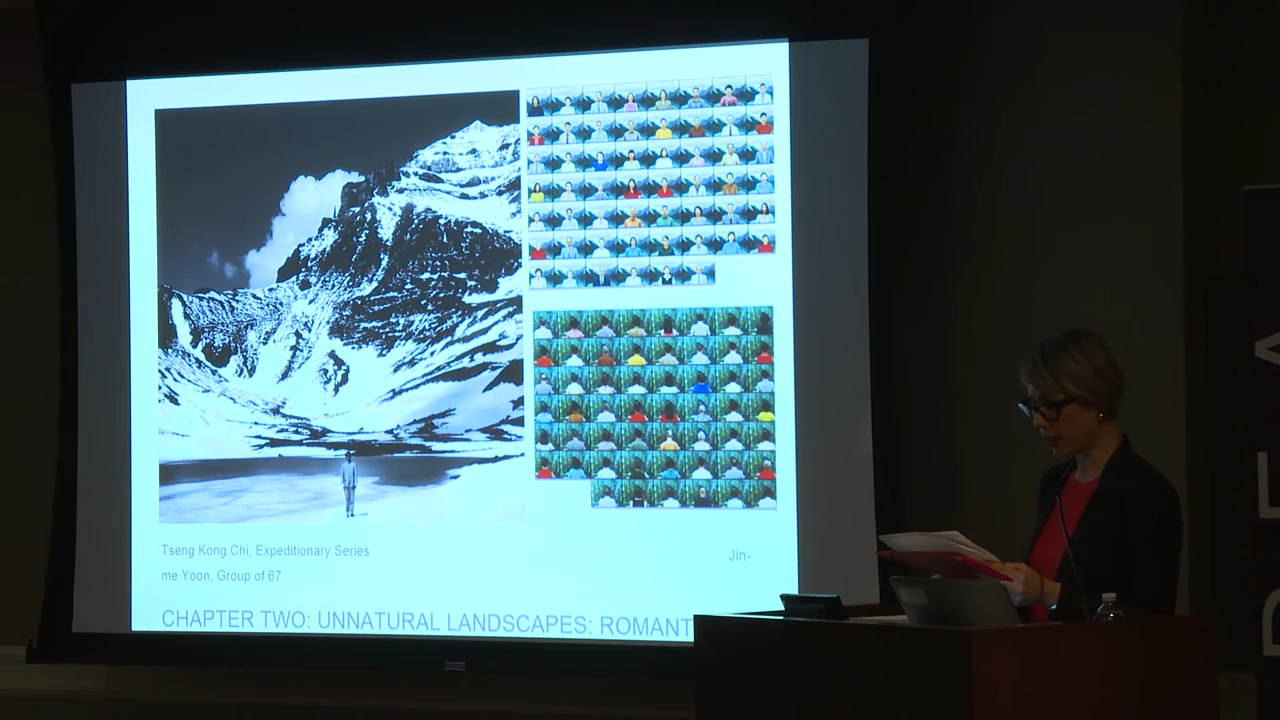 Tseng Kong Chi, Expeditionary Series
Jin-
me Yoon, Group of 67
CHAPTER TWO: UNNATURAL LANDSCAPES: ROMANT